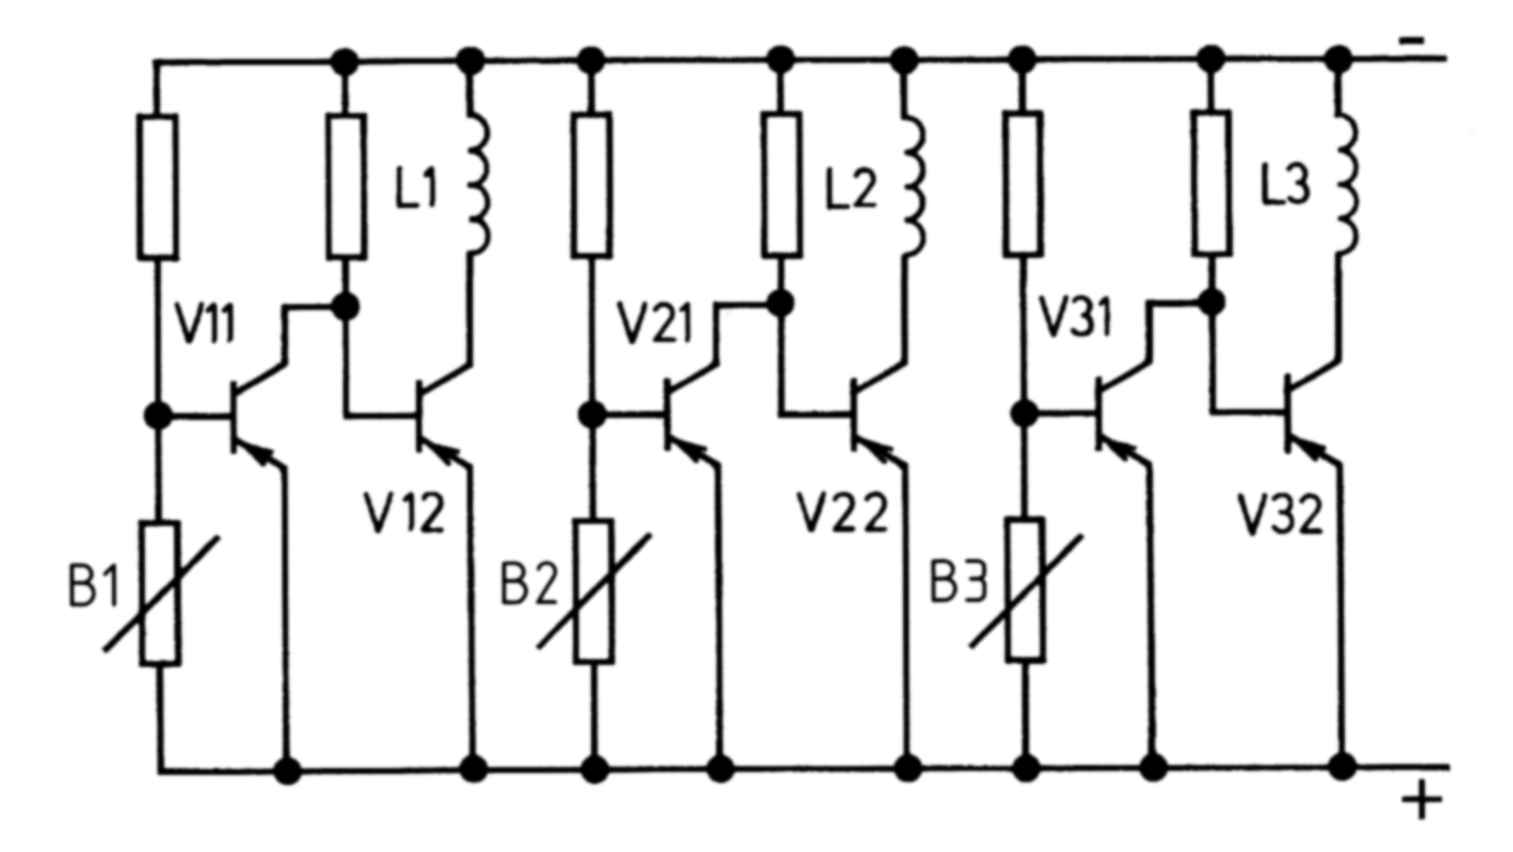 -
L1 L2 L3
V11 V21 V31
V12 V22 V32
B1 B2 B3
+